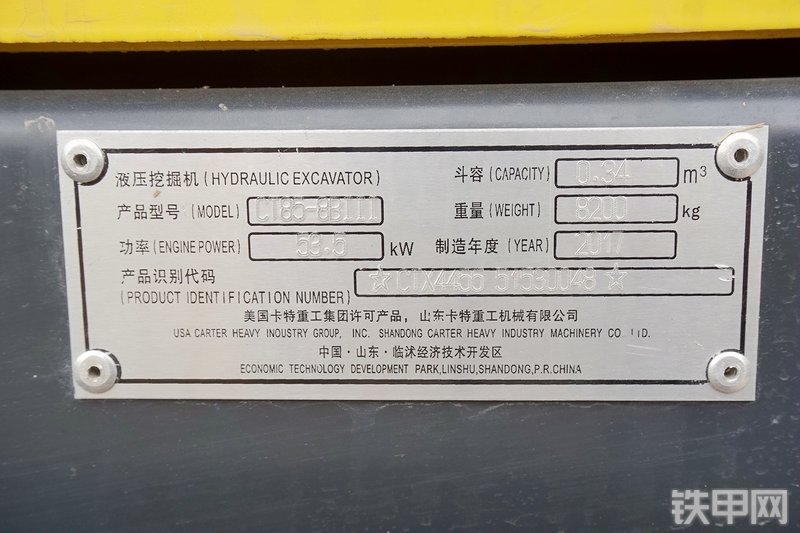 液压挖掘机 (HYDRAULIC EXCAVATOR) 斗容 (CAPACITY) 0.34 m³
产品型号 (MODEL) CT85-8BIII 重量 (WEIGHT) 8200 kg
功率 (ENGINE POWER) 53.5 kW 制造年度 (YEAR) 2017
产品识别代码
(PRODUCT IDENTIFICATION NUMBER)
美国卡特重工集团许可产品，山东卡特重工机械有限公司
USA CARTER HEAVY INDUSTRY GROUP, INC. SHANDONG CARTER HEAVY INDUSTRY MACHINERY CO. LTD.
中国·山东·临沭经济技术开发区
ECONOMIC TECHNOLOGY DEVELOPMENT PARK,LINSHU,SHANDONG,P.R.CHINA
铁甲网